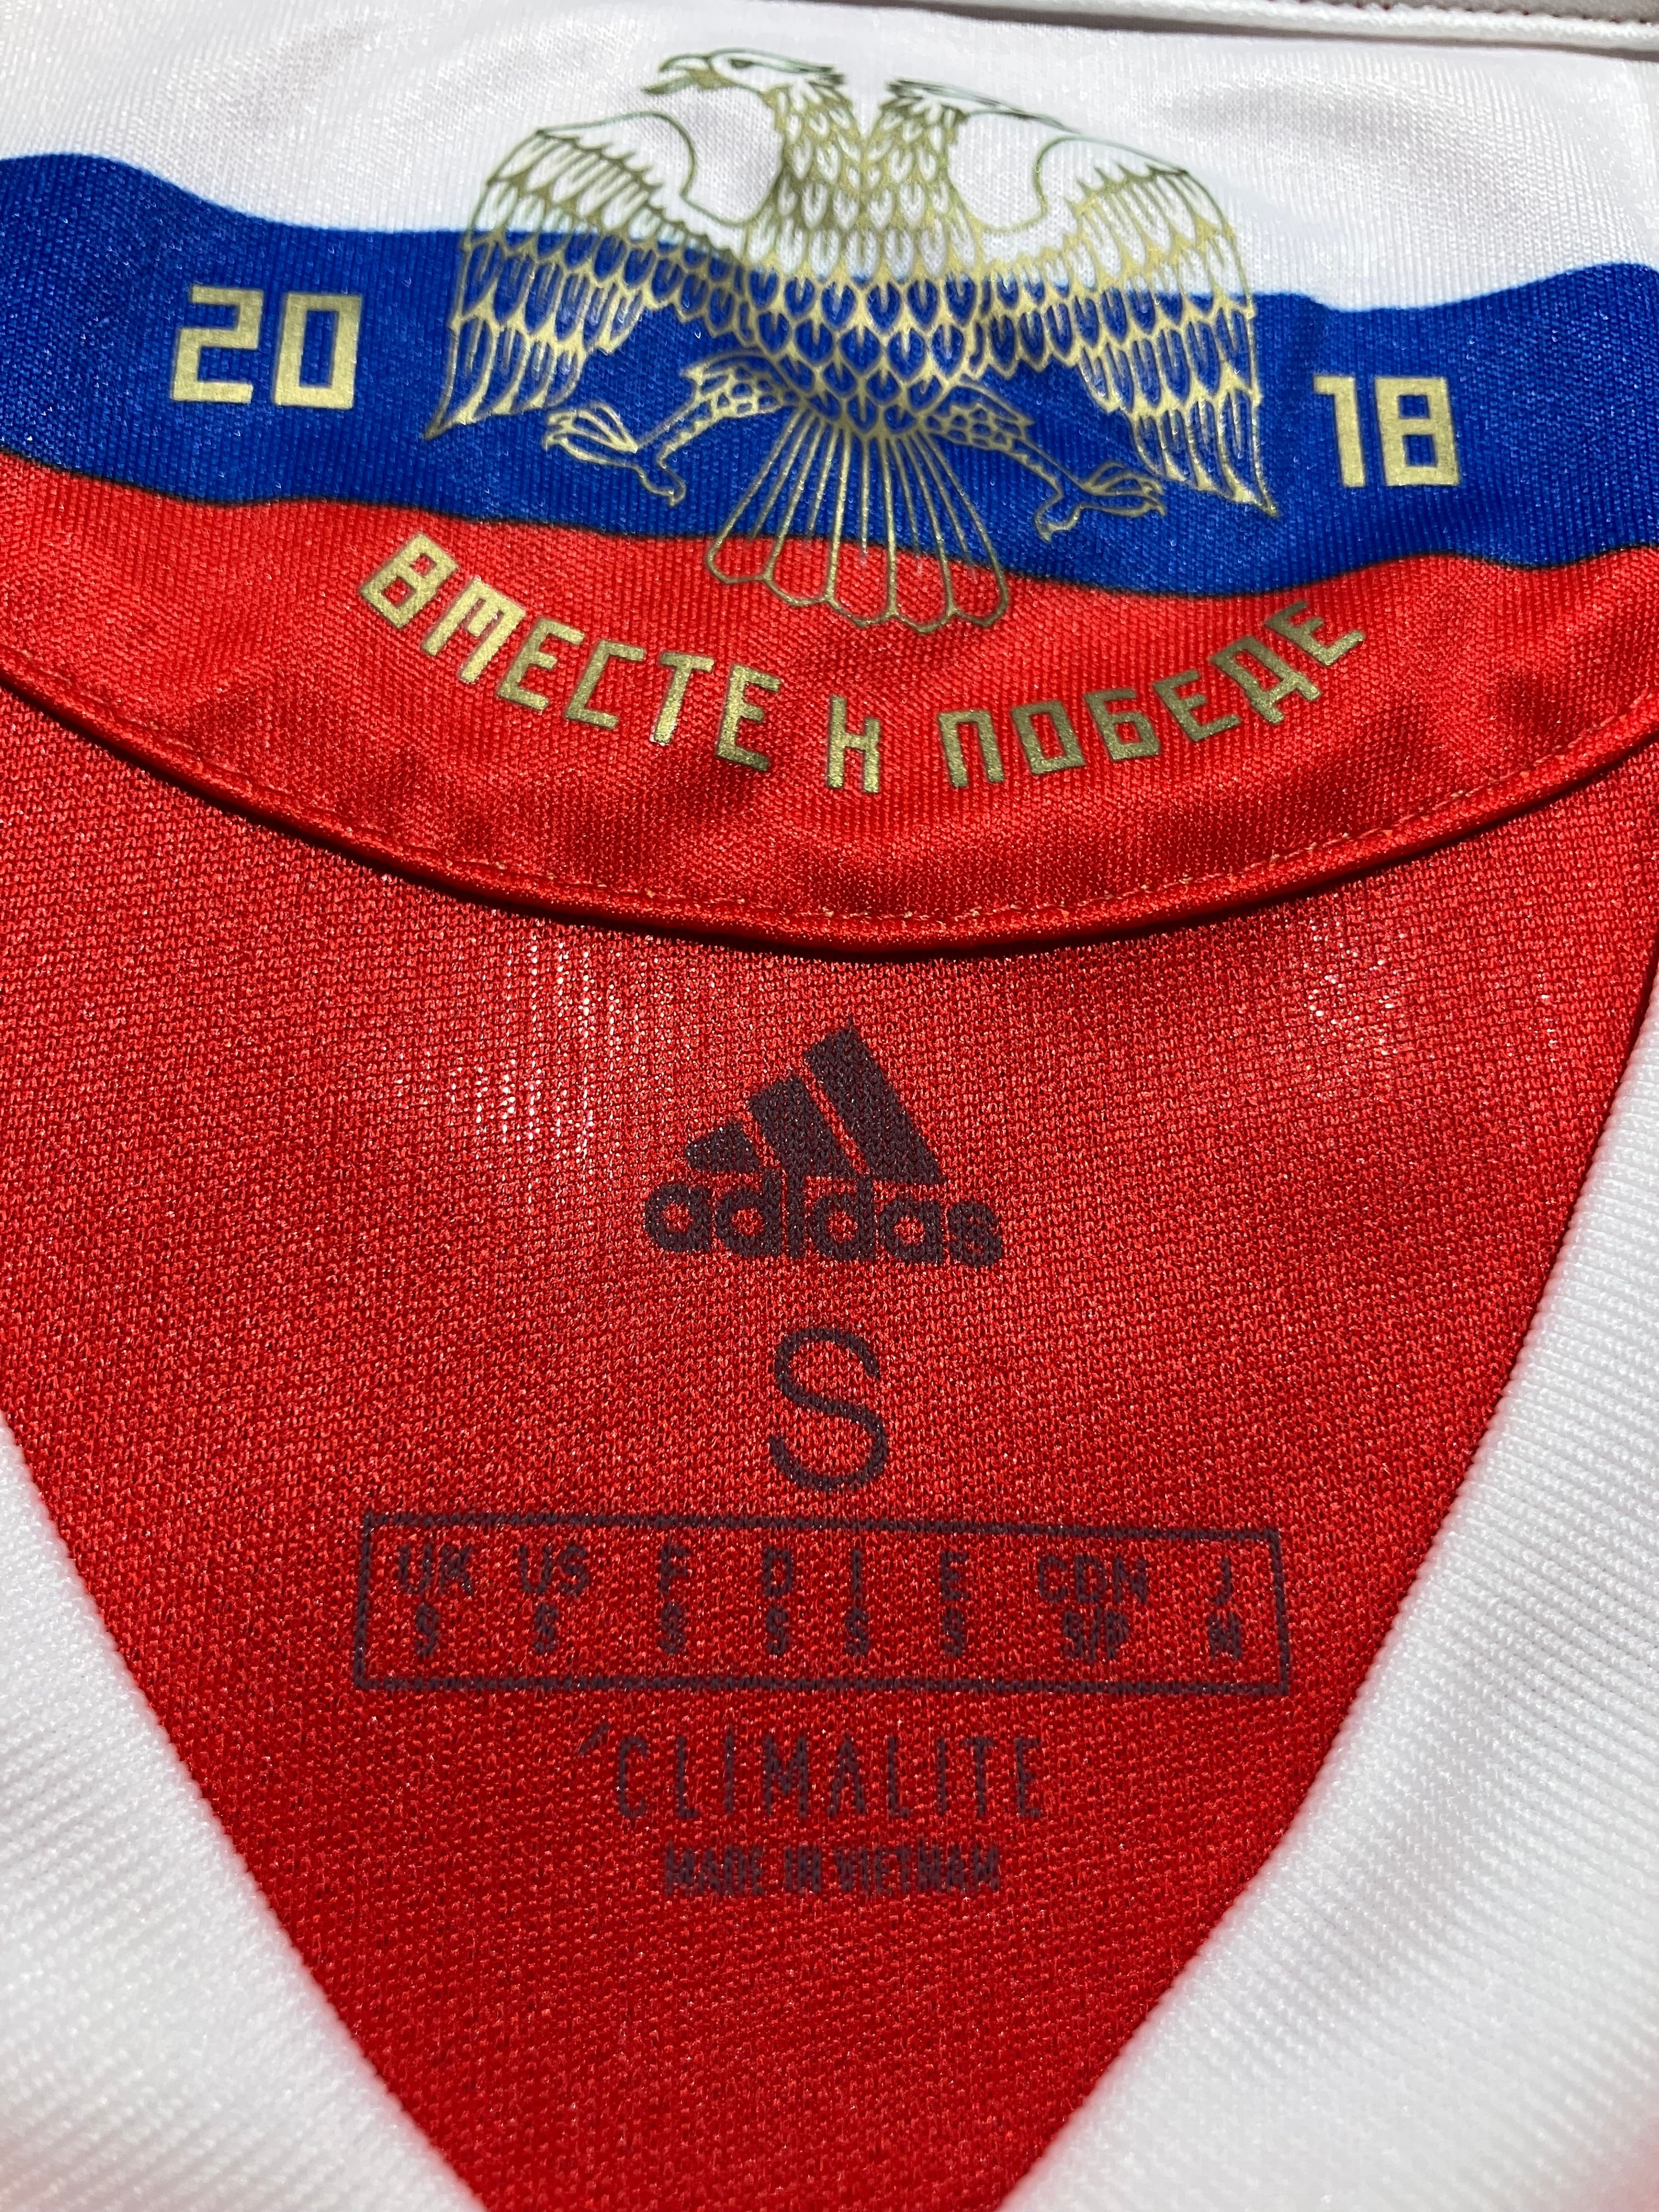 20 18
ВМЕСТЕ К ПОБЕДЕ
adidas
S
UK US F D I E CDN J
S S S S S S S/P M
CLIMALITE
MADE IN VIETNAM